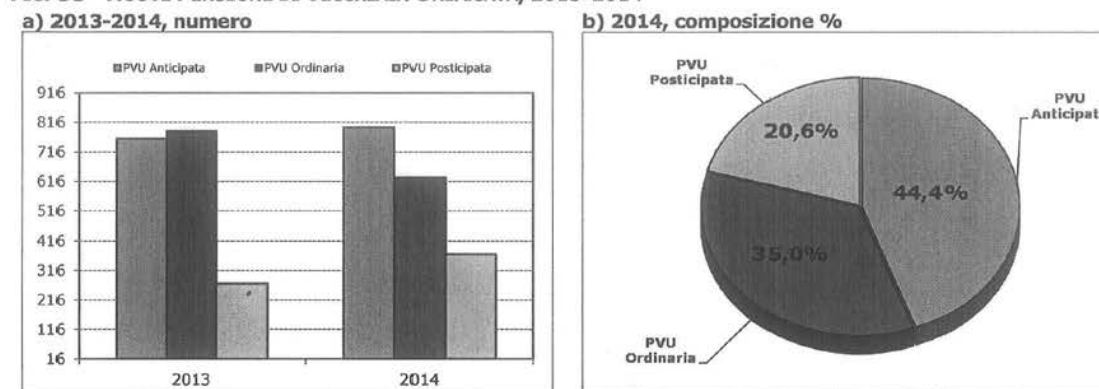 a) 2013-2014, numero
b) 2014, composizione %
PVU Anticipata PVU Ordinaria PVU Posticipata
916
816
716
616
516
416
316
216
116
16
2013 2014
PVU
Posticipata
PVU
Anticipat
20,6%
44,4%
35,0%
PVU
Ordinaria